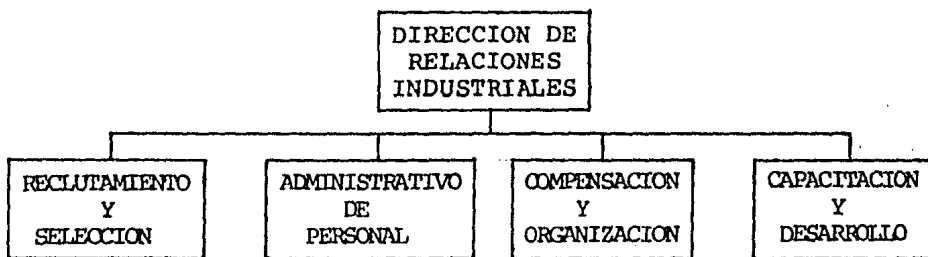 DIRECCION DE
RELACIONES
INDUSTRIALES
RECLUTAMIENTO
Y
SELECCION
ADMINISTRATIVO
DE
PERSONAL
COMPENSACION
Y
ORGANIZACION
CAPACITACION
Y
DESARROLLO